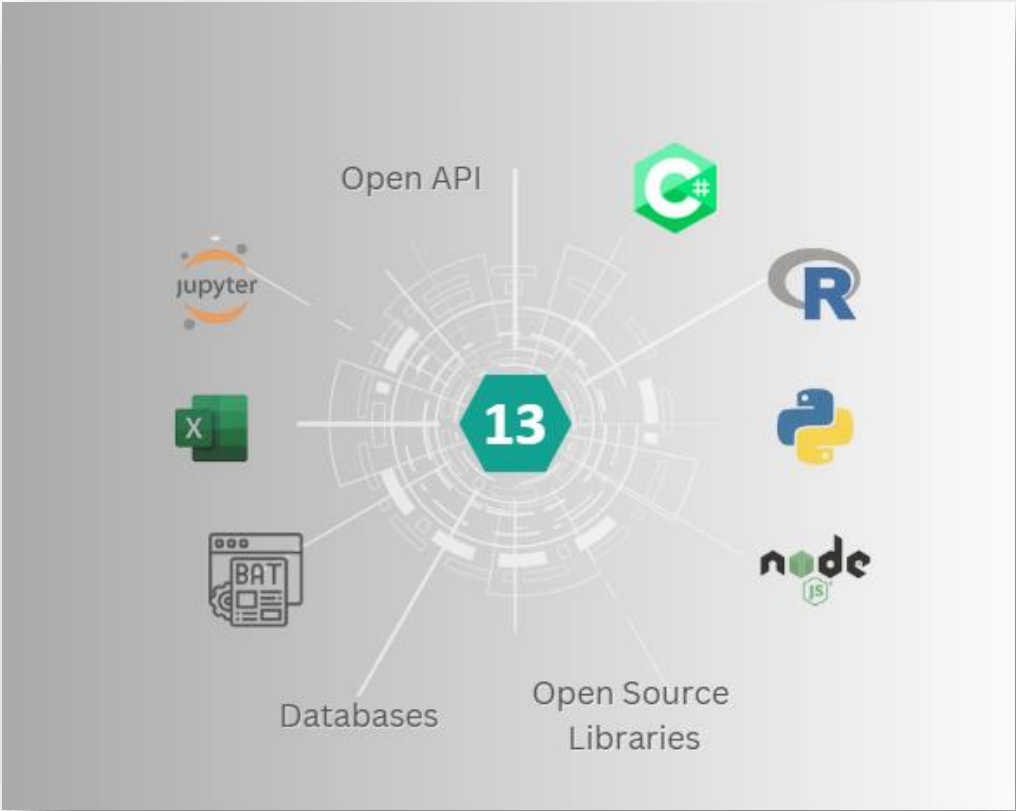 Open API
C#
jupyter
R
X
13
BAT
node
JS
Databases
Open Source
Libraries